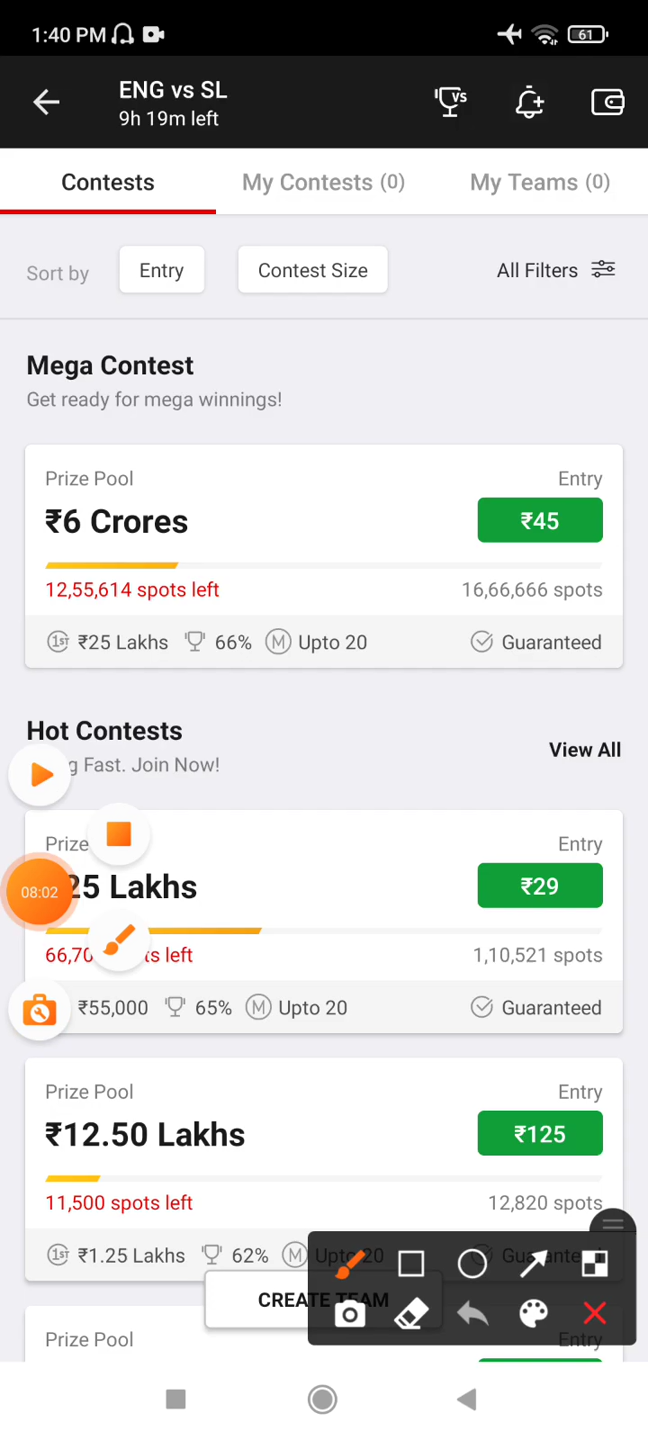 1:40 PM
61
ENG vs SL
9h 19m left
VS
Contests
My Contests (0)
My Teams (0)
Sort by
Entry
Contest Size
All Filters
Mega Contest
Get ready for mega winnings!
Prize Pool
Entry
₹6 Crores
₹45
12,55,614 spots left
16,66,666 spots
1ST ₹25 Lakhs
66%
M Upto 20
Guaranteed
Hot Contests
View All
Fast. Join Now!
Prize
Entry
25 Lakhs
₹29
08:02
left
1,10,521 spots
₹55,000
65%
M Upto 20
Guaranteed
Prize Pool
Entry
₹12.50 Lakhs
₹125
11,500 spots left
12,820 spots
1ST ₹1.25 Lakhs
62%
M Upto 20
CREATE TEAM
Prize Pool
Entry